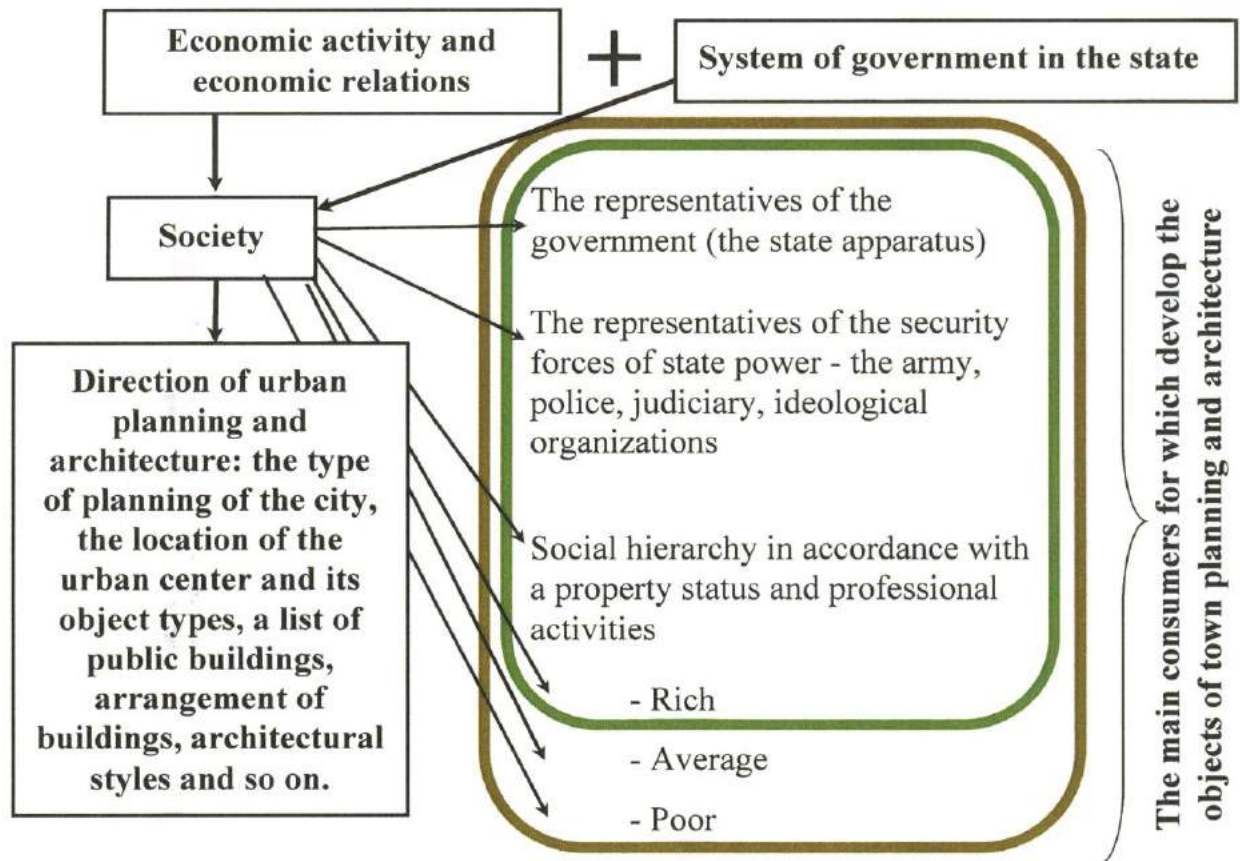 Economic activity and
economic relations
+
System of government in the state
Society
The representatives of the
government (the state apparatus)
The representatives of the security
forces of state power - the army,
police, judiciary, ideological
organizations
Social hierarchy in accordance with
a property status and professional
activities
- Rich
- Average
- Poor
Direction of urban
planning and
architecture: the type
of planning of the city,
the location of the
urban center and its
object types, a list of
public buildings,
arrangement of
buildings, architectural
styles and so on.
The main consumers for which develop the
objects of town planning and architecture